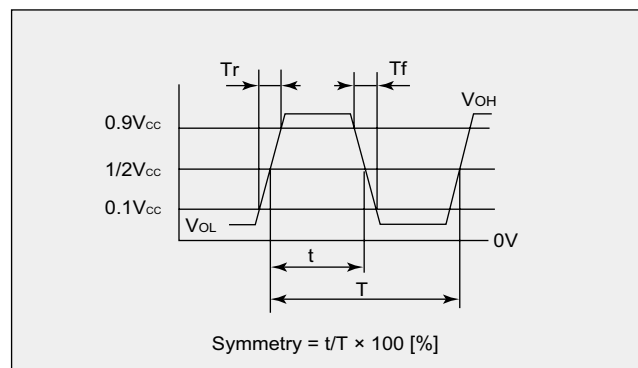 Tr
Tf
VOH
0.9Vcc
1/2Vcc
0.1Vcc
VOL
0V
t
T
Symmetry = t/T × 100 [%]